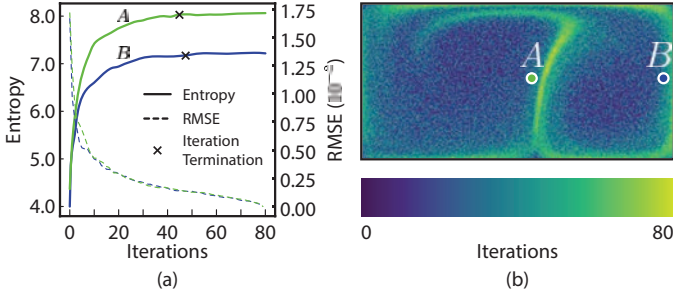 8.0
7.0
6.0
5.0
4.0
Entropy
A
B
Entropy
RMSE
Iteration
Termination
1.75
1.50
1.25
1.00
0.75
0.50
0.25
0.00
RMSE
0 20 40 60 80
Iterations
(a)
A
B
0 80
Iterations
(b)